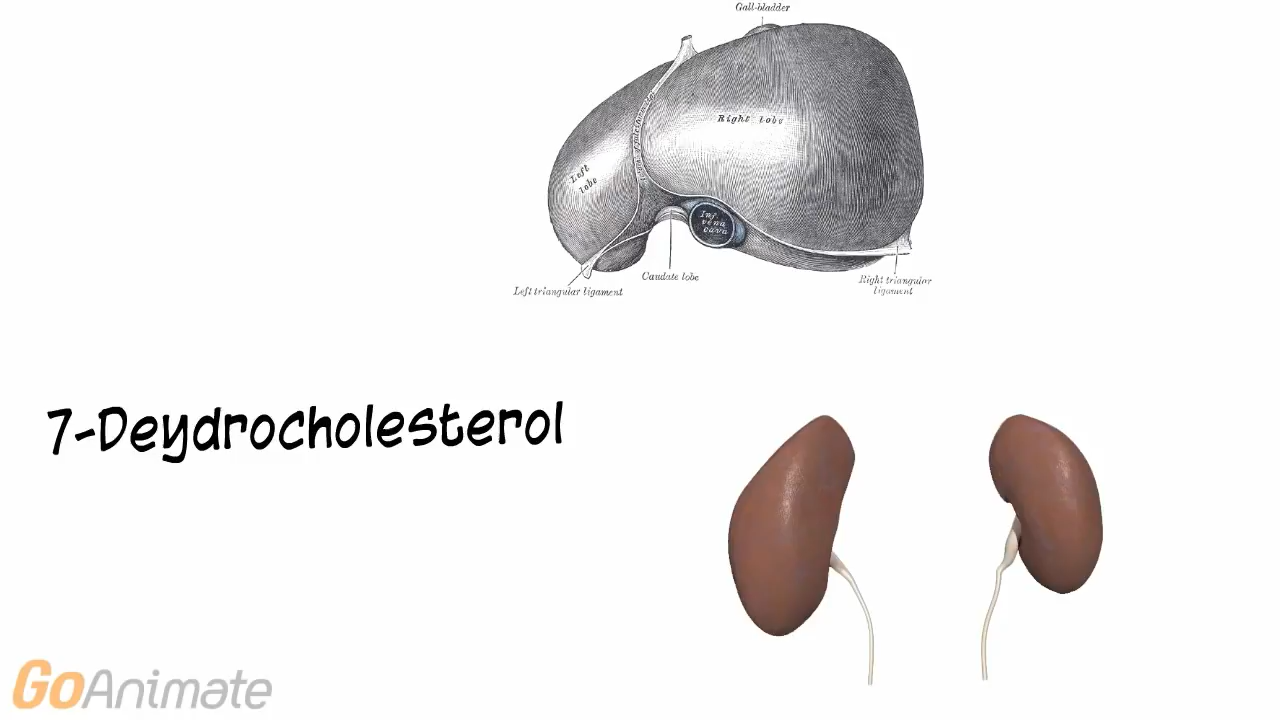 Gall-bladder
Right lobe
Left
lobe
Inf.
vena
cava
Caudate lobe
Left triangular ligament
Right triangular
ligament
7-Deydrocholesterol
GoAnimate